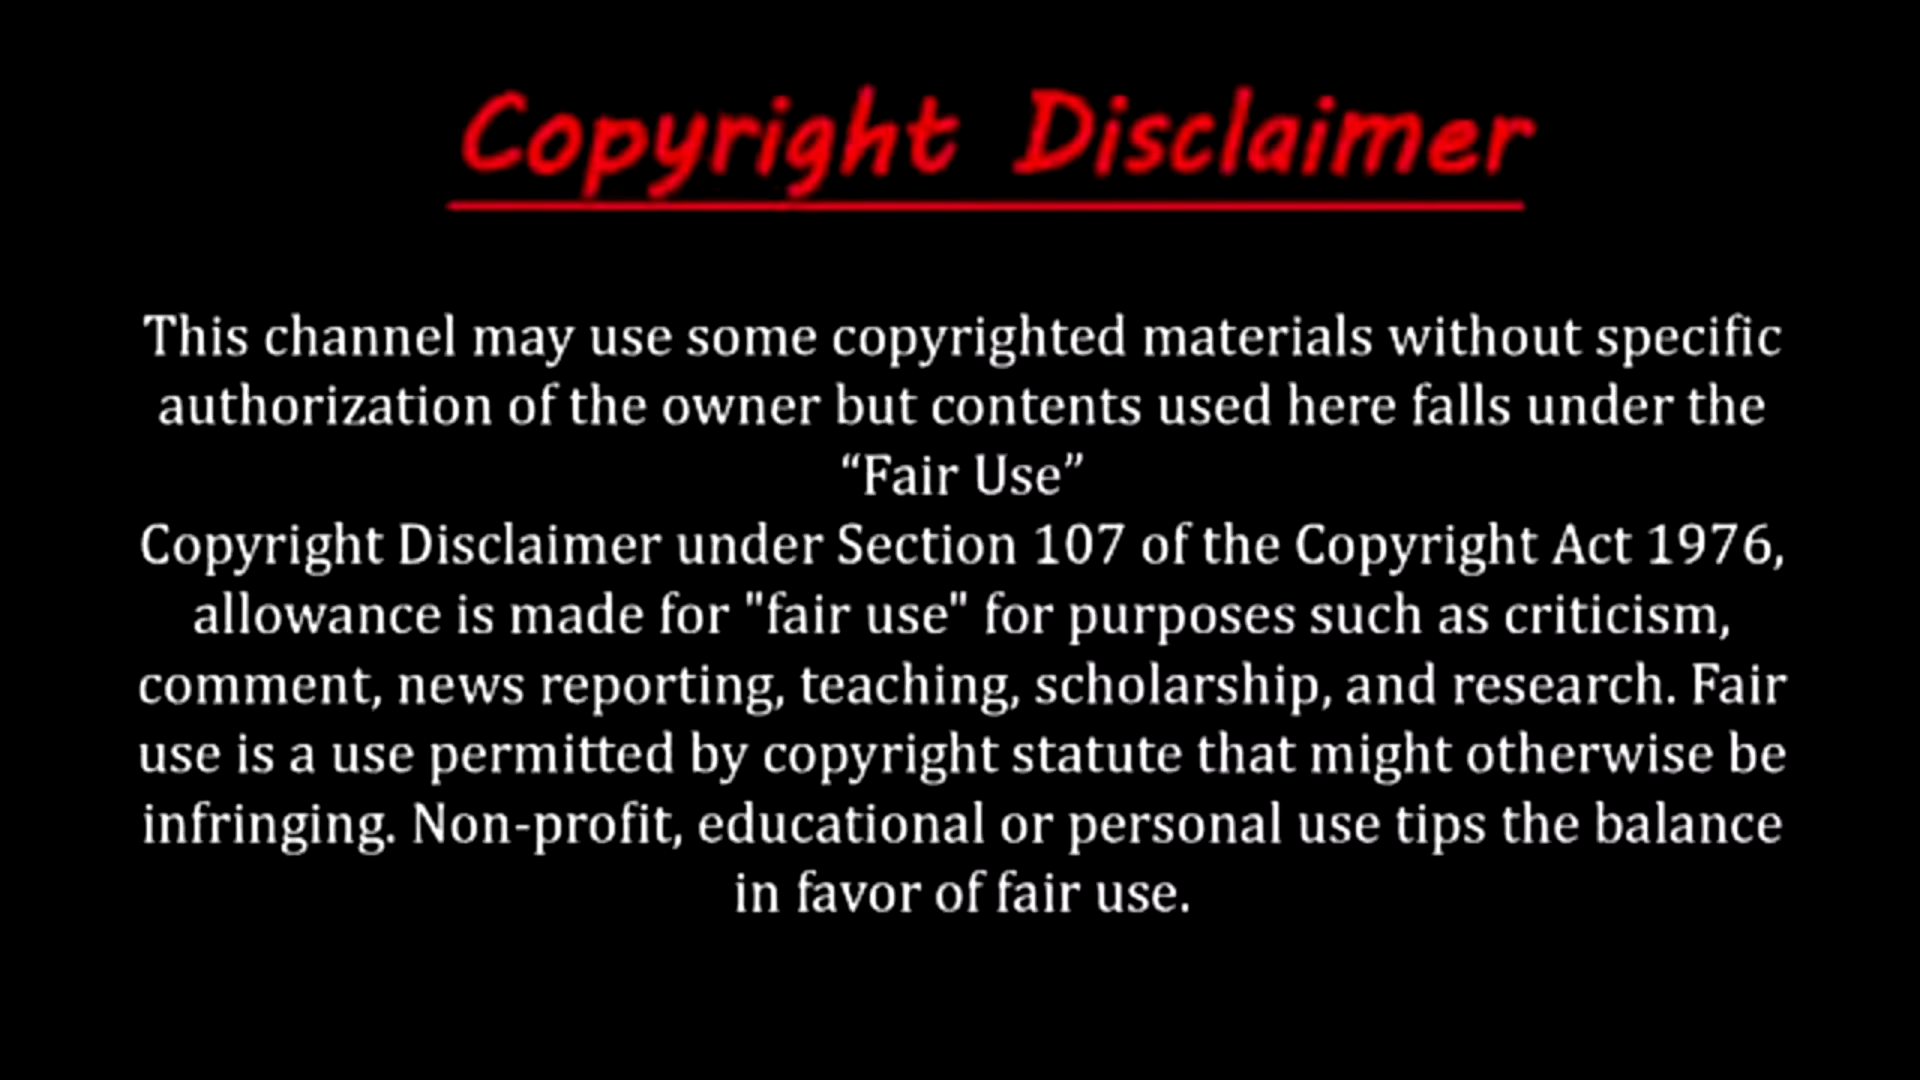 Copyright Disclaimer
This channel may use some copyrighted materials without specific
authorization of the owner but contents used here falls under the
“Fair Use”
Copyright Disclaimer under Section 107 of the Copyright Act 1976,
allowance is made for "fair use" for purposes such as criticism,
comment, news reporting, teaching, scholarship, and research. Fair
use is a use permitted by copyright statute that might otherwise be
infringing. Non-profit, educational or personal use tips the balance
in favor of fair use.